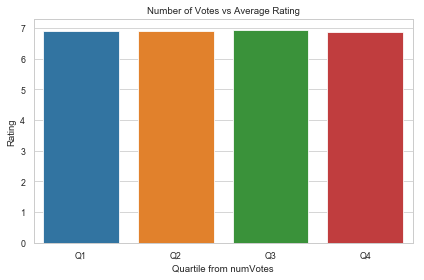 Number of Votes vs Average Rating
7
6
5
4
3
2
1
0
Rating
Q1 Q2 Q3 Q4
Quartile from numVotes